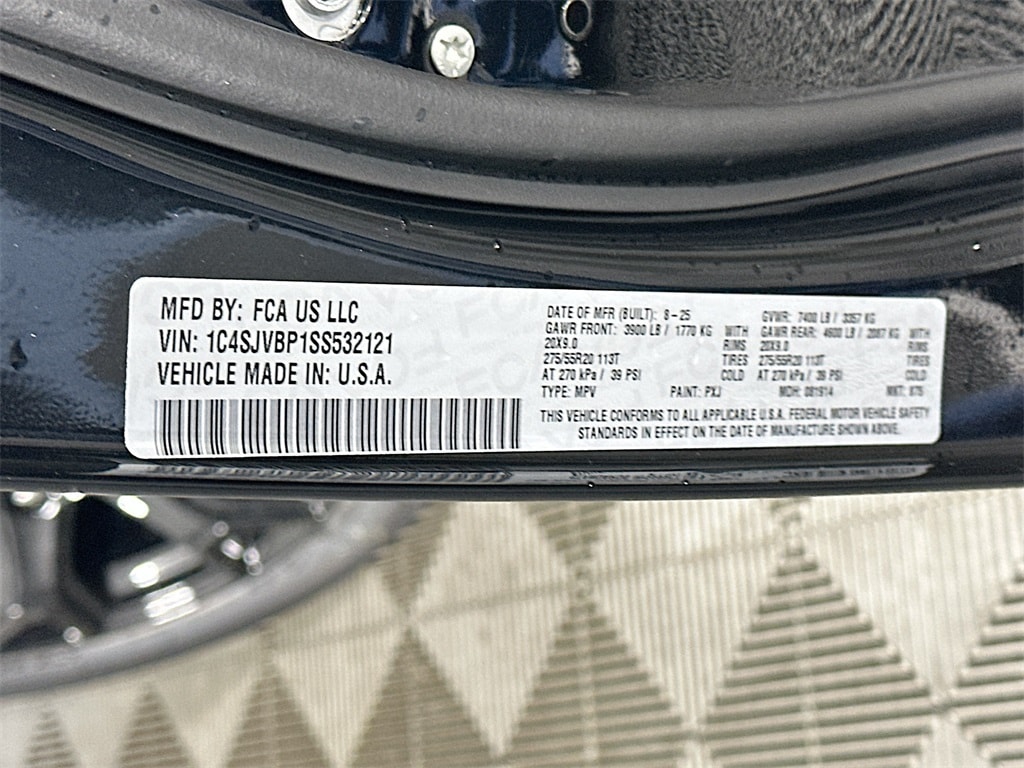 MFD BY: FCA US LLC
VIN: 1C4SJVBP1SS532121
VEHICLE MADE IN: U.S.A.
DATE OF MFR (BUILT): 8-25 GVWR: 7400 LB / 3357 KG
GAWR FRONT: 3900 LB / 1770 KG WITH GAWR REAR: 4600 LB / 2087 KG WITH
20X9.0 RIMS 20X9.0 RIMS
275/55R20 113T TIRES 275/55R20 113T TIRES
AT 270 kPa / 39 PSI COLD AT 270 kPa / 39 PSI COLD
TYPE: MPV PAINT: PXJ MDH: 081914 MKT: 875
THIS VEHICLE CONFORMS TO ALL APPLICABLE U.S.A. FEDERAL MOTOR VEHICLE SAFETY
STANDARDS IN EFFECT ON THE DATE OF MANUFACTURE SHOWN ABOVE.